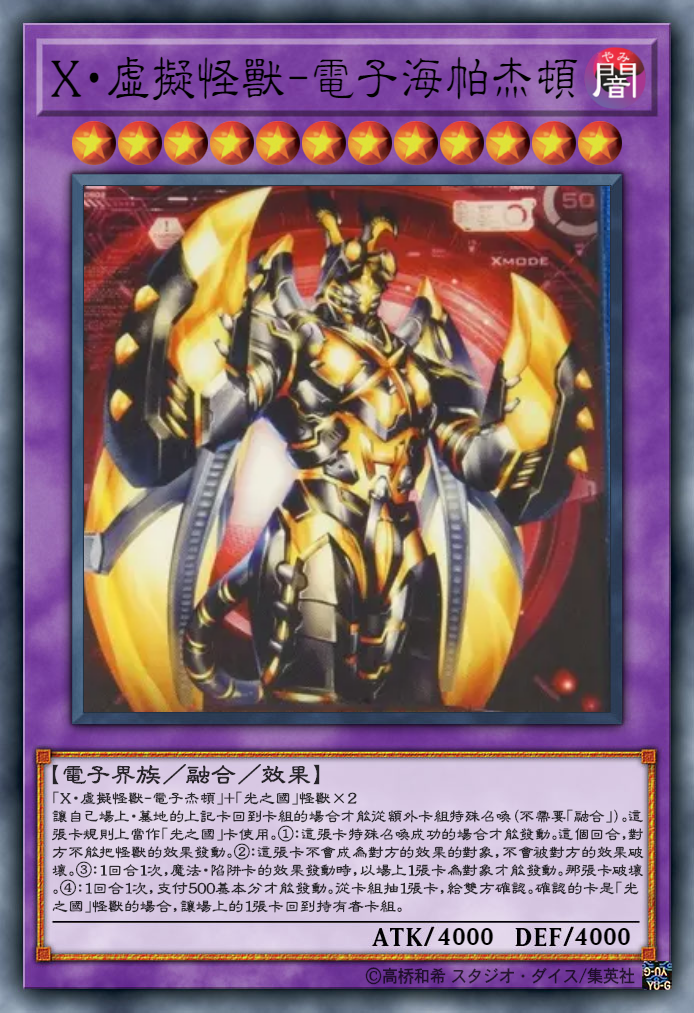 X·虛擬怪獸-電子海帕杰頓
やみ
闇
50
XMODE
【電子界族／融合／效果】
「X·虛擬怪獸-電子杰頓」+「光之國」怪獸×2
讓自己場上·墓地的上記卡回到卡組的場合才能從額外卡組特殊召喚(不需要「融合」)。這
張卡規則上當作「光之國」卡使用。①:這張卡特殊召喚成功的場合才能發動。這個回合,對
方不能把怪獸的效果發動。②:這張卡不會成為對方的效果的對象,不會被對方的效果破
壞。③:1回合1次,魔法·陷阱卡的效果發動時,以場上1張卡為對象才能發動。那張卡破壞
。④:1回合1次,支付500基本分才能發動。從卡組抽1張卡,給雙方確認。確認的卡是「光
之國」怪獸的場合,讓場上的1張卡回到持有者卡組。
ATK/4000 DEF/4000
©高桥和希 スタジオ・ダイス/集英社
YU-G